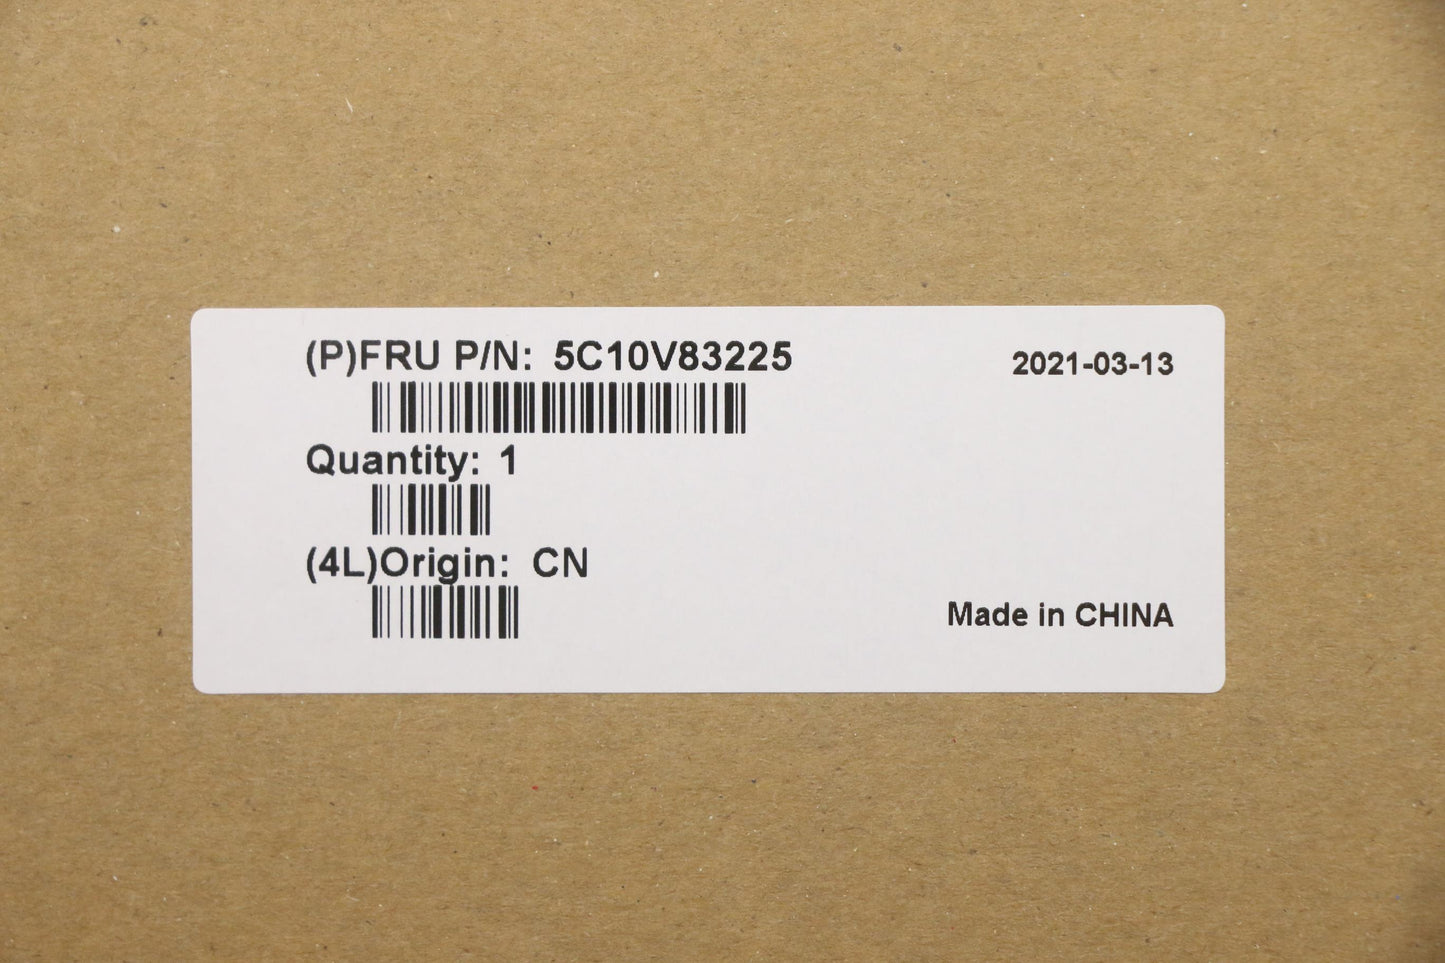 (P)FRU P/N: 5C10V83225
2021-03-13
Quantity: 1
(4L)Origin: CN
Made in CHINA